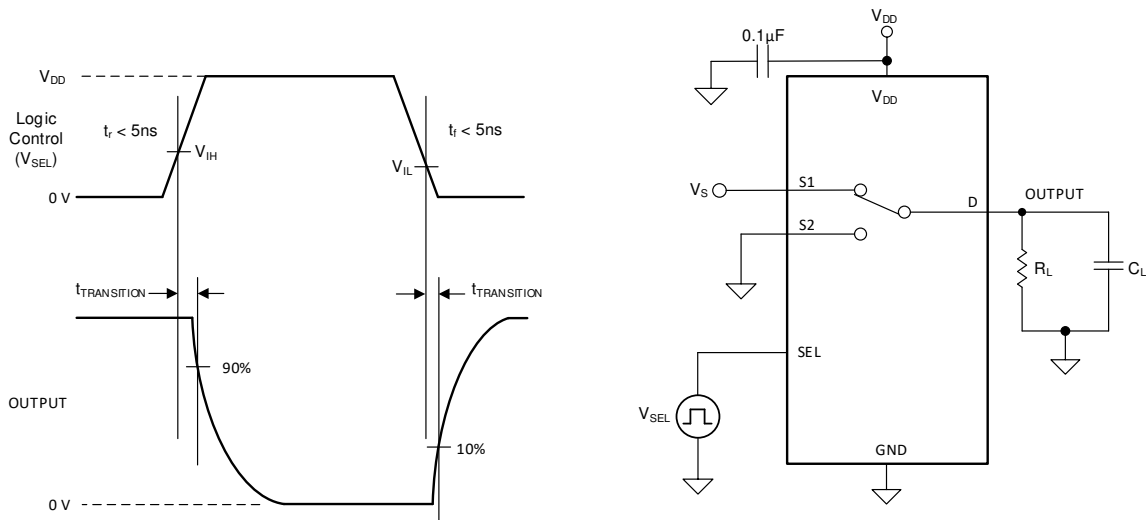 V_DD
Logic
Control
(V_SEL)
t_r < 5ns
t_f < 5ns
V_IH
V_IL
0 V
t_TRANSITION
t_TRANSITION
90%
OUTPUT
10%
0 V
V_DD
0.1µF
V_DD
V_S
S1
D
OUTPUT
S2
R_L
C_L
SEL
V_SEL
GND